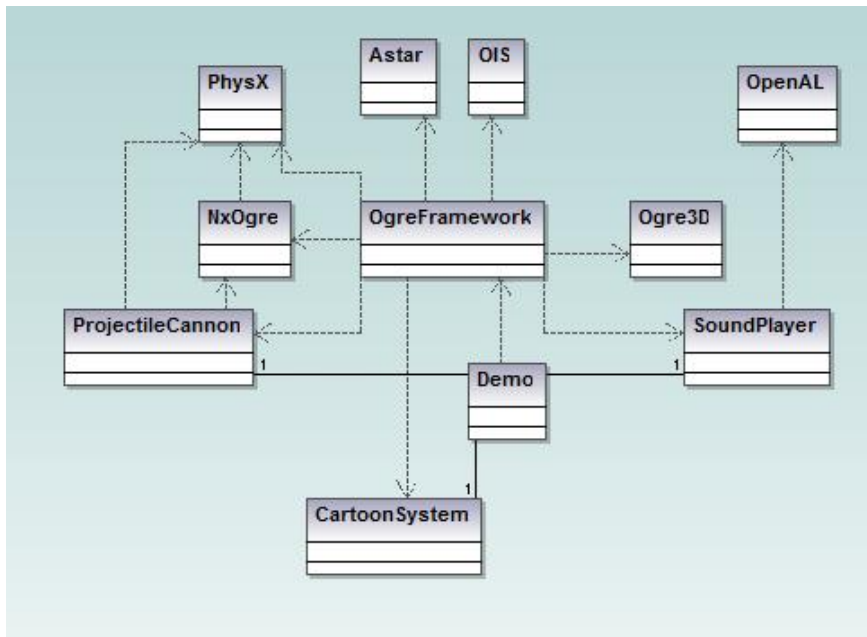 Astar
OIS
PhysX
OpenAL
NxOgre
OgreFramework
Ogre3D
ProjectileCannon
SoundPlayer
1
1
Demo
1
CartoonSystem